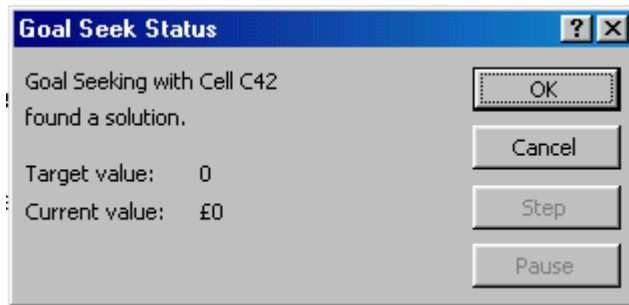 Goal Seek Status
Goal Seeking with Cell C42
found a solution.
Target value: 0
Current value: £0
OK
Cancel
Step
Pause